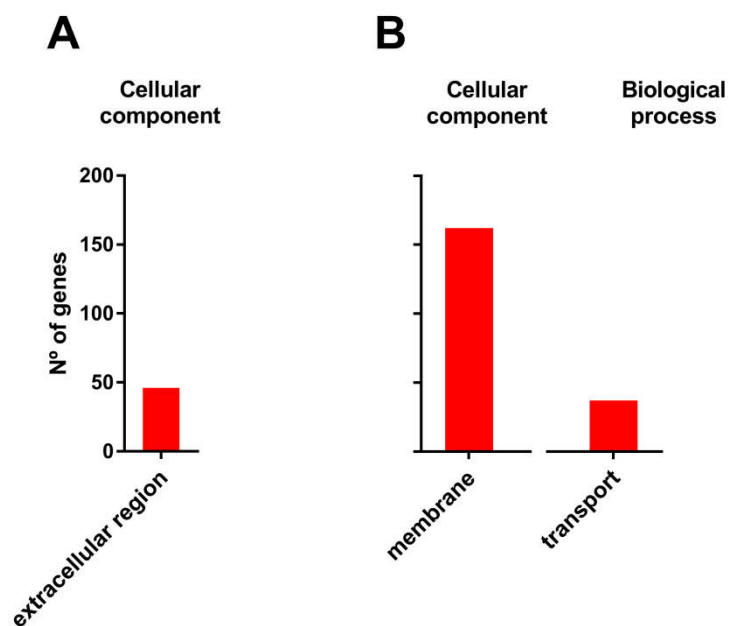 A
B
Cellular
component
Cellular
component
Biological
process
Nº of genes
200
150
100
50
0
extracellular region
membrane
transport